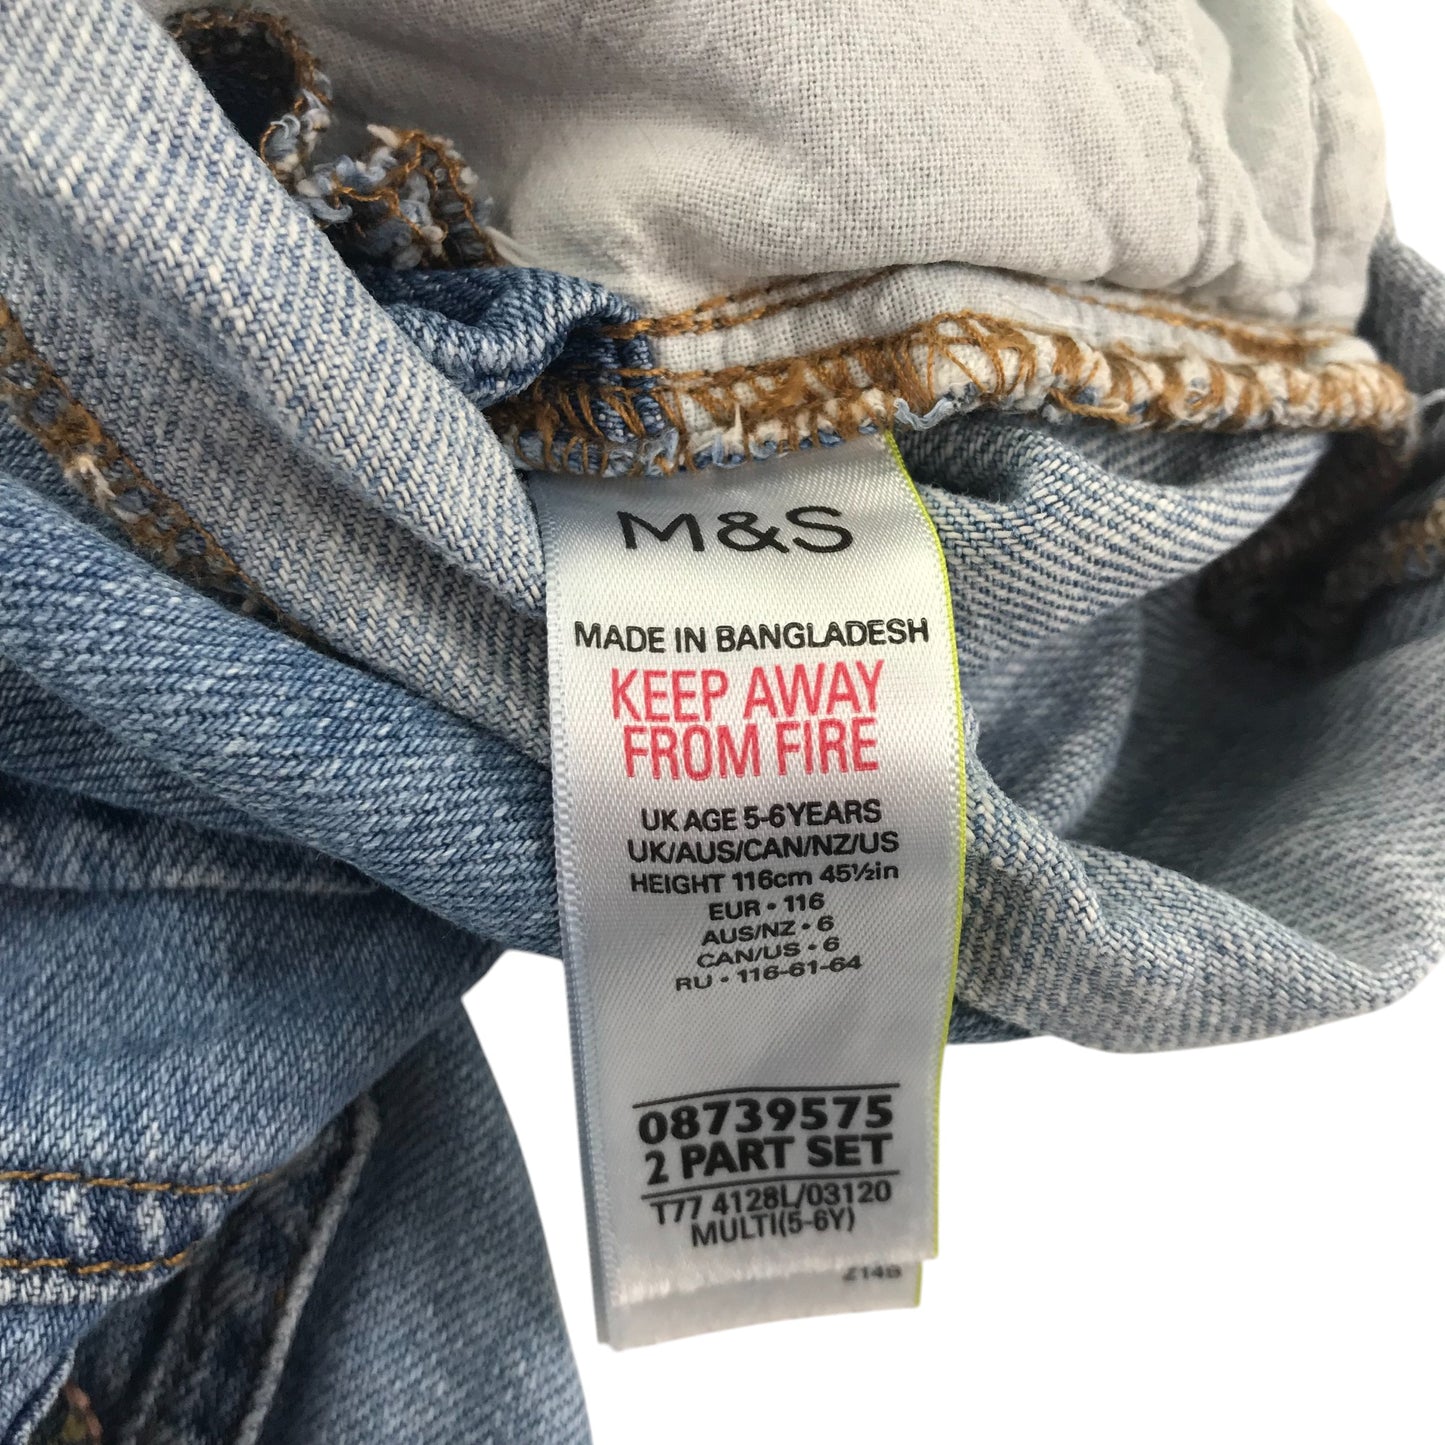 M&S
MADE IN BANGLADESH
KEEP AWAY
FROM FIRE
UK AGE 5-6YEARS
UK/AUS/CAN/NZ/US
HEIGHT 116cm 45½in
EUR • 116
AUS/NZ • 6
CAN/US • 6
RU • 116-61-64
08739575
2 PART SET
T77 4128L/03120
MULTI(5-6Y)